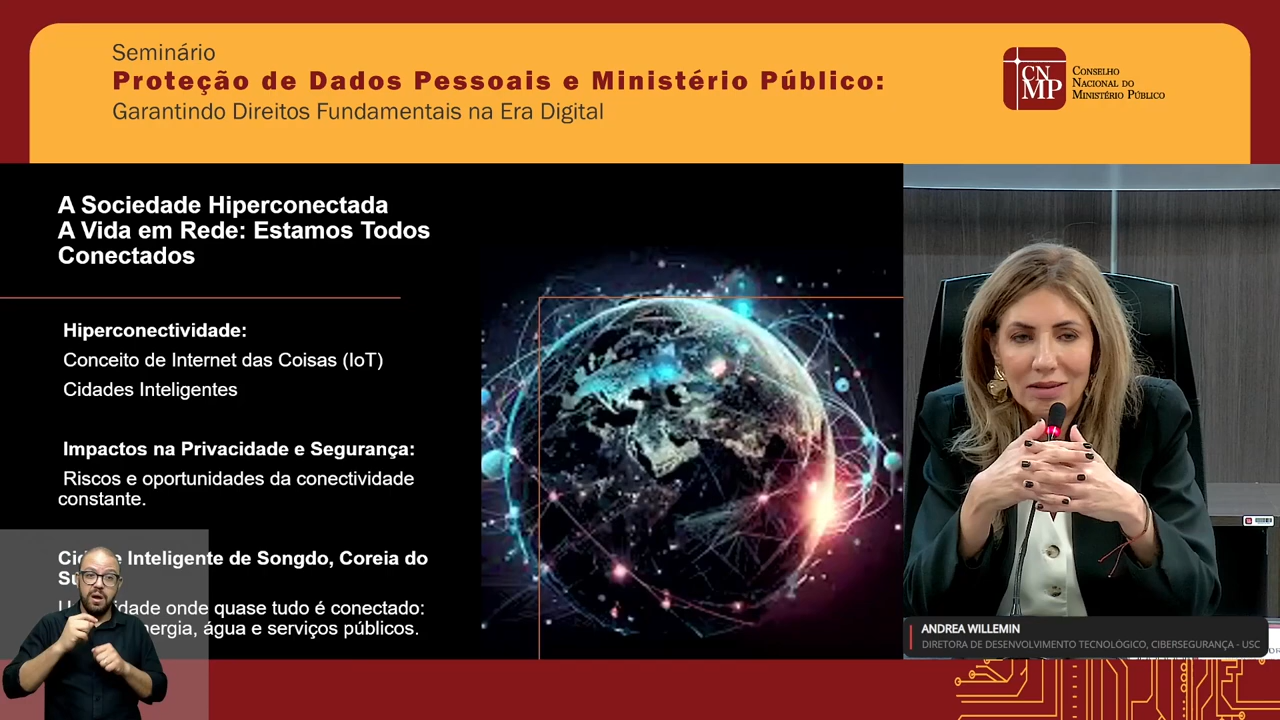 Seminário
Proteção de Dados Pessoais e Ministério Público:
Garantindo Direitos Fundamentais na Era Digital
CN
MP
CONSELHO
NACIONAL DO
MINISTÉRIO PÚBLICO
A Sociedade Hiperconectada
A Vida em Rede: Estamos Todos
Conectados
Hiperconectividade:
Conceito de Internet das Coisas (IoT)
Cidades Inteligentes
Impactos na Privacidade e Segurança:
Riscos e oportunidades da conectividade
constante.
Inteligente de Songdo, Coreia do
onde quase tudo é conectado:
água e serviços públicos.
ANDREA WILLEMIN
DIRETORA DE DESENVOLVIMENTO TECNOLÓGICO, CIBERSEGURANÇA - USC